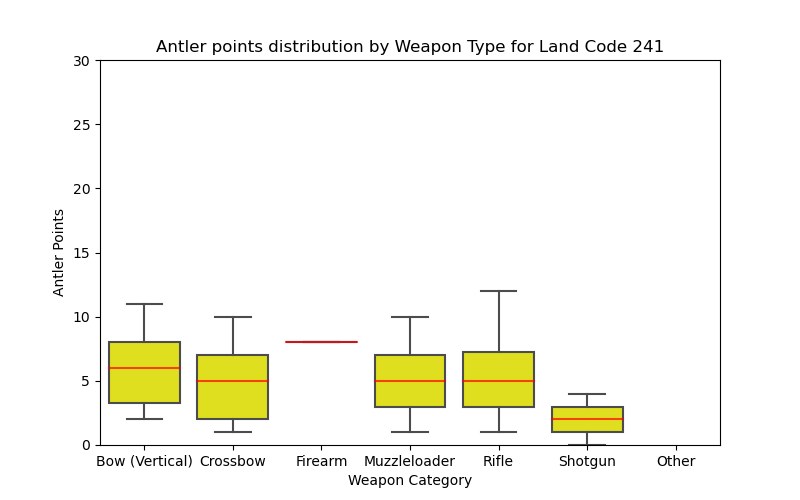 Antler points distribution by Weapon Type for Land Code 241
30
25
20
15
10
5
0
Antler Points
Bow (Vertical) Crossbow Firearm Muzzleloader Rifle Shotgun Other
Weapon Category